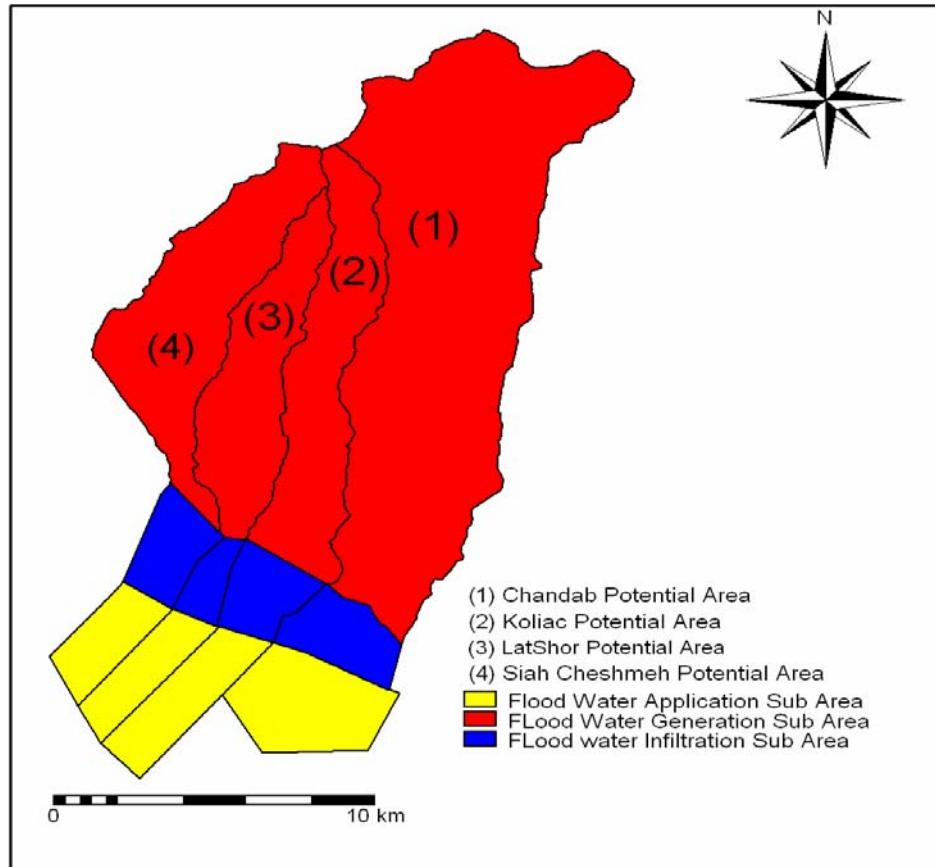 N
(1)
(2)
(3)
(4)
(1) Chandab Potential Area
(2) Koliac Potential Area
(3) LatShor Potential Area
(4) Siah Cheshmeh Potential Area
Flood Water Application Sub Area
FLood Water Generation Sub Area
FLood water Infiltration Sub Area
0 10 km